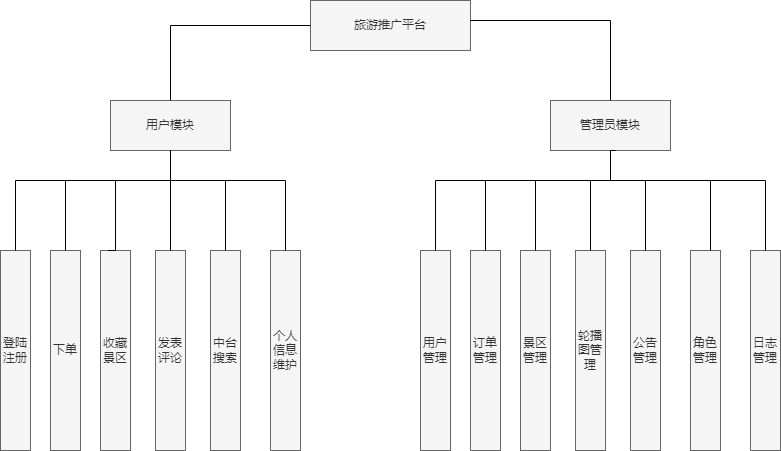 旅游推广平台
用户模块
管理员模块
登陆
注册
下单
收藏
景区
发表
评论
中台
搜索
个人
信息
维护
用户
管理
订单
管理
景区
管理
轮播
图管
理
公告
管理
角色
管理
日志
管理